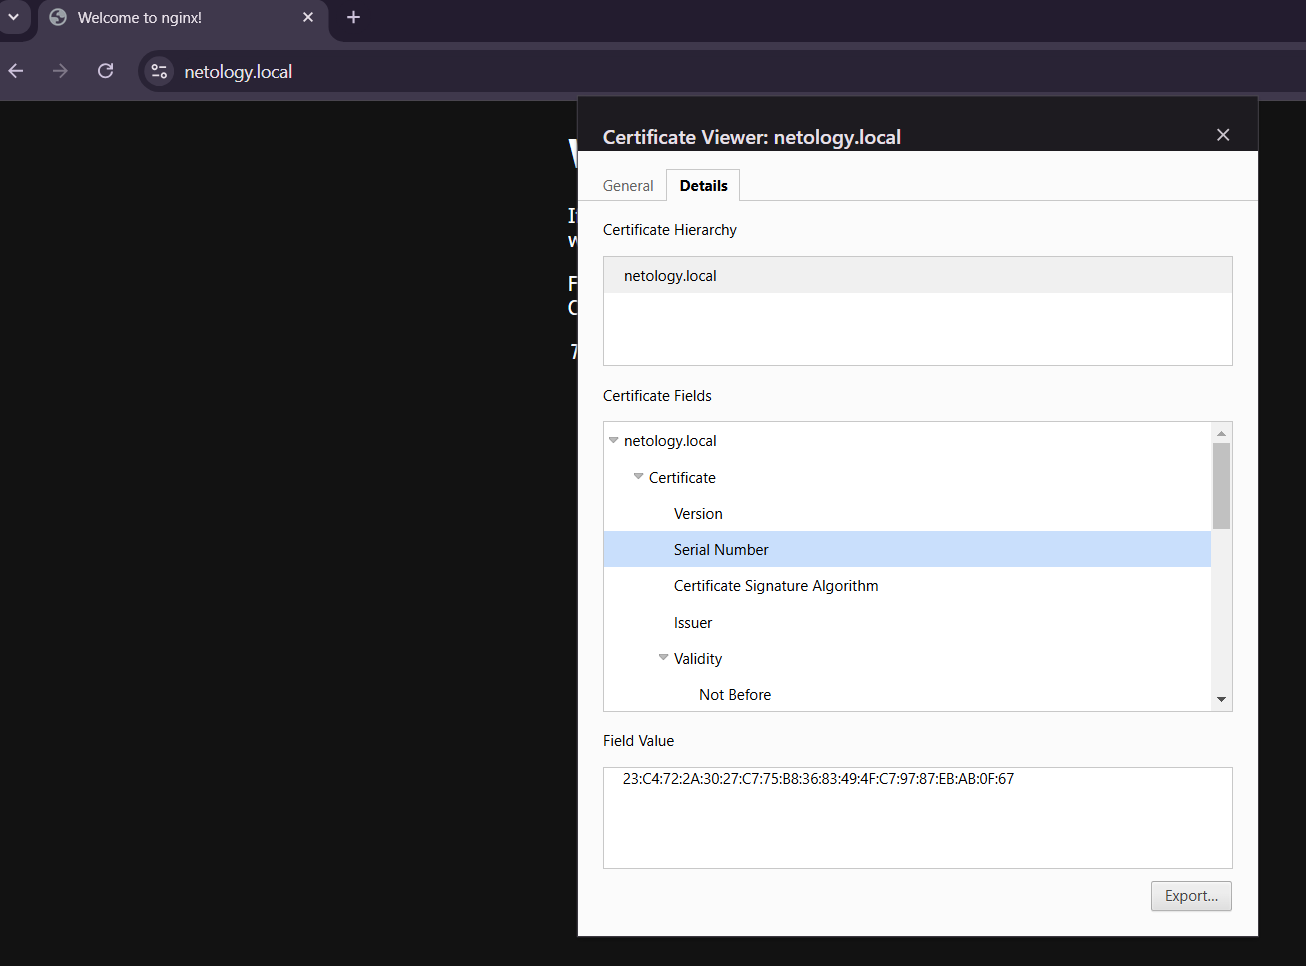 Welcome to nginx!
netology.local
Certificate Viewer: netology.local
General
Details
Certificate Hierarchy
netology.local
Certificate Fields
netology.local
Certificate
Version
Serial Number
Certificate Signature Algorithm
Issuer
Validity
Not Before
Field Value
23:C4:72:2A:30:27:C7:75:B8:36:83:49:4F:C7:97:87:EB:AB:0F:67
Export...